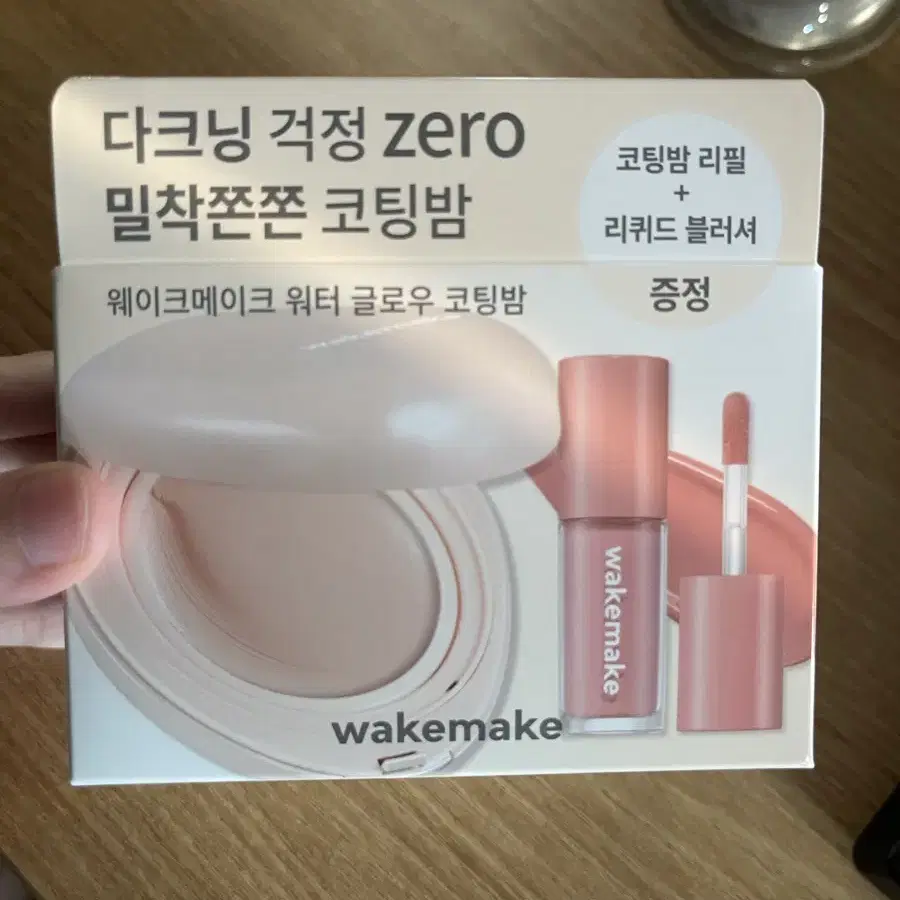 다크닝 걱정 zero
밀착쫀쫀 코팅밤
코팅밤 리필
+
리퀴드 블러셔
증정
웨이크메이크 워터 글로우 코팅밤
wakemake
wakemake